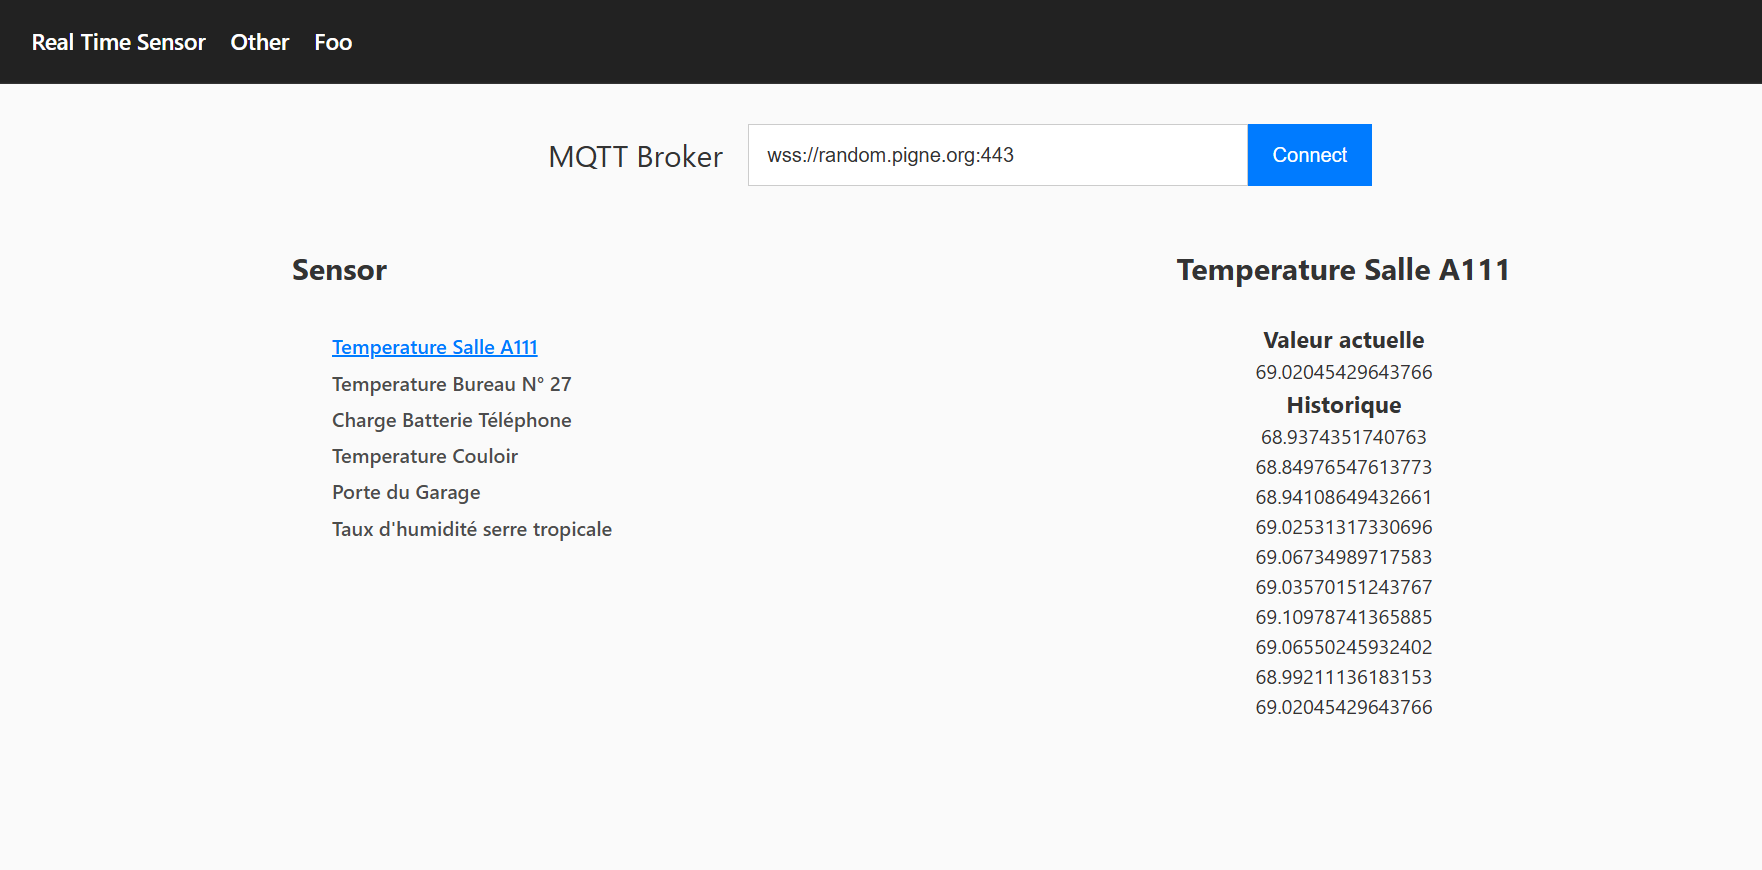 Real Time Sensor Other Foo
MQTT Broker wss://random.pigne.org:443 Connect
Sensor
Temperature Salle A111
Temperature Bureau N° 27
Charge Batterie Téléphone
Temperature Couloir
Porte du Garage
Taux d'humidité serre tropicale
Temperature Salle A111
Valeur actuelle
69.02045429643766
Historique
68.9374351740763
68.84976547613773
68.94108649432661
69.02531317330696
69.06734989717583
69.03570151243767
69.10978741365885
69.06550245932402
68.99211136183153
69.02045429643766